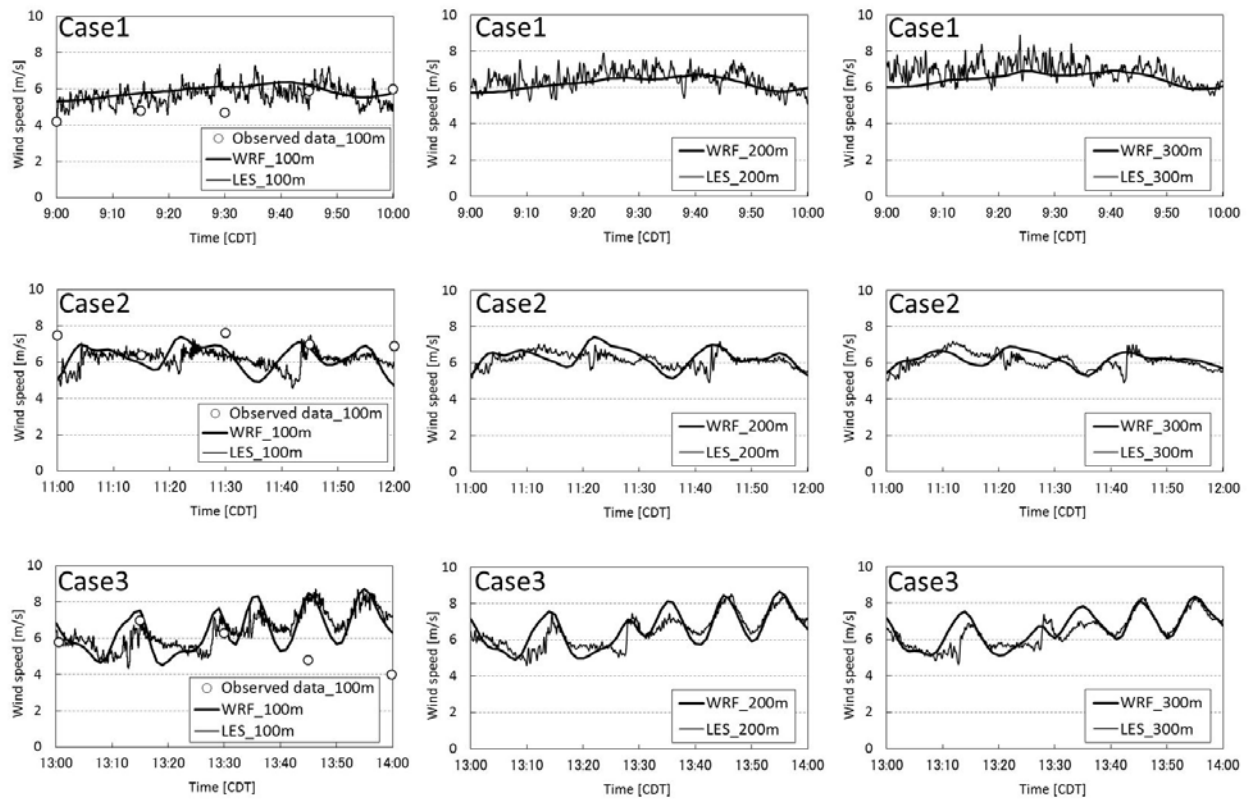 Case1
10
8
6
4
2
0
Wind speed [m/s]
Observed data_100m
WRF_100m
LES_100m
9:00 9:10 9:20 9:30 9:40 9:50 10:00
Time [CDT]
Case1
10
8
6
4
2
0
Wind speed [m/s]
WRF_200m
LES_200m
9:00 9:10 9:20 9:30 9:40 9:50 10:00
Time [CDT]
Case1
10
8
6
4
2
0
Wind speed [m/s]
WRF_300m
LES_300m
9:00 9:10 9:20 9:30 9:40 9:50 10:00
Time [CDT]
Case2
10
8
6
4
2
0
Wind speed [m/s]
Observed data_100m
WRF_100m
LES_100m
11:00 11:10 11:20 11:30 11:40 11:50 12:00
Time [CDT]
Case2
10
8
6
4
2
0
Wind speed [m/s]
WRF_200m
LES_200m
11:00 11:10 11:20 11:30 11:40 11:50 12:00
Time [CDT]
Case2
10
8
6
4
2
0
Wind speed [m/s]
WRF_300m
LES_300m
11:00 11:10 11:20 11:30 11:40 11:50 12:00
Time [CDT]
Case3
10
8
6
4
2
0
Wind speed [m/s]
Observed data_100m
WRF_100m
LES_100m
13:00 13:10 13:20 13:30 13:40 13:50 14:00
Time [CDT]
Case3
10
8
6
4
2
0
Wind speed [m/s]
WRF_200m
LES_200m
13:00 13:10 13:20 13:30 13:40 13:50 14:00
Time [CDT]
Case3
10
8
6
4
2
0
Wind speed [m/s]
WRF_300m
LES_300m
13:00 13:10 13:20 13:30 13:40 13:50 14:00
Time [CDT]